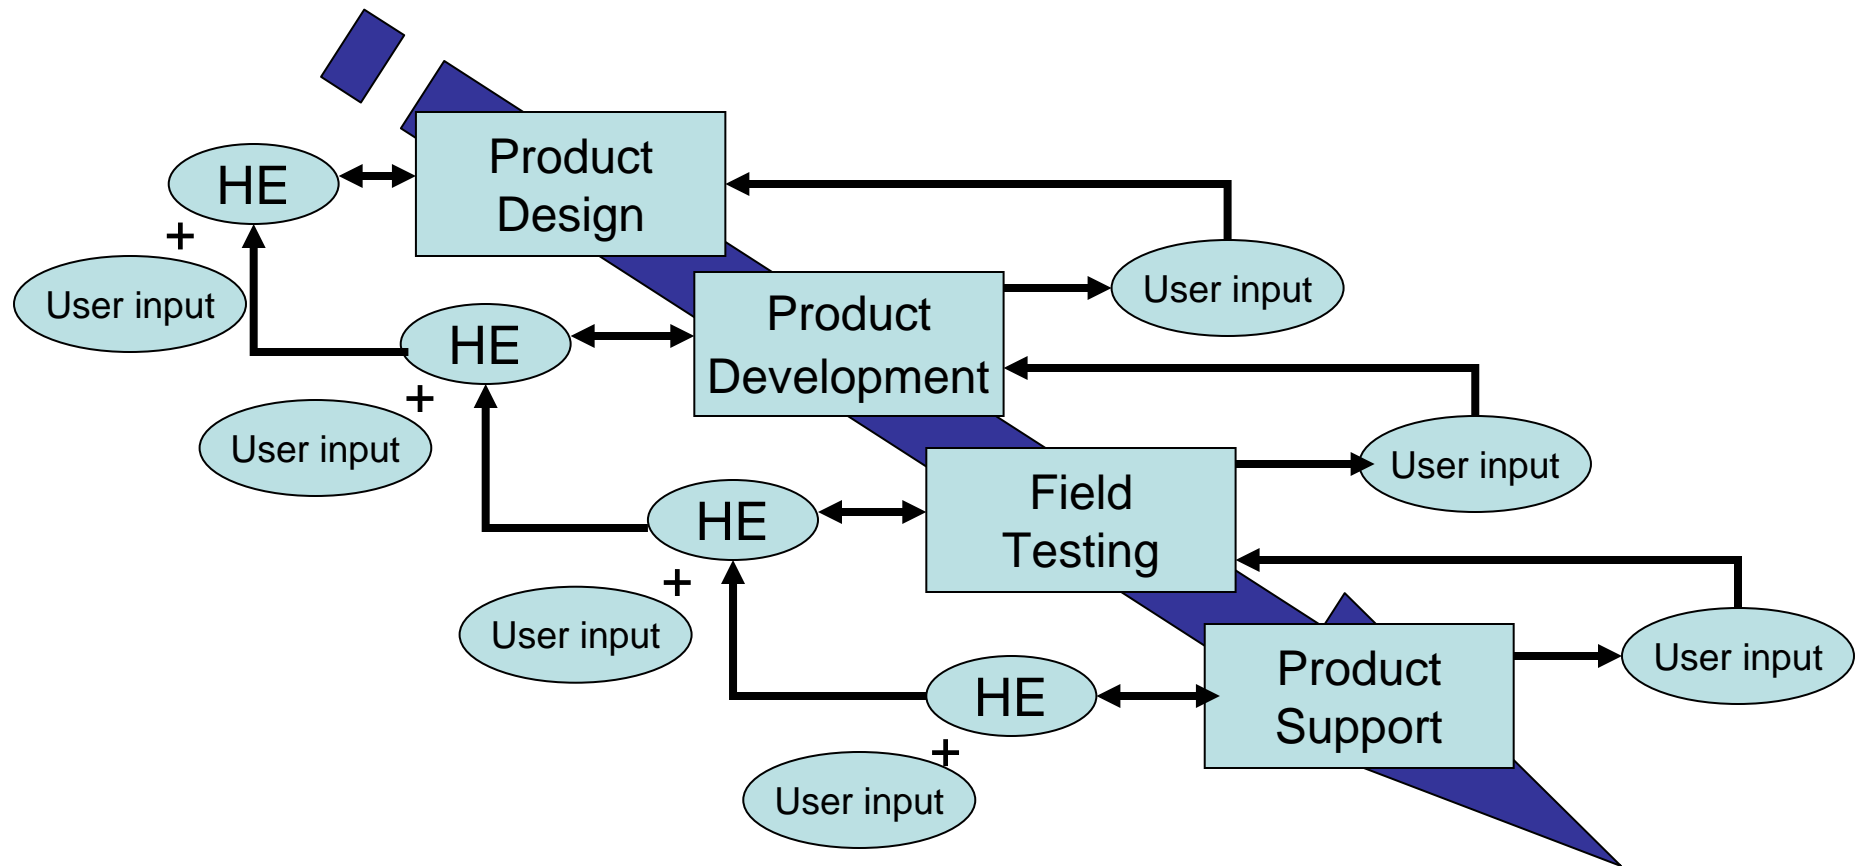 Product
Design
HE
+
User input
User input
Product
Development
HE
+
User input
User input
Field
Testing
HE
+
User input
User input
Product
Support
HE
+
User input